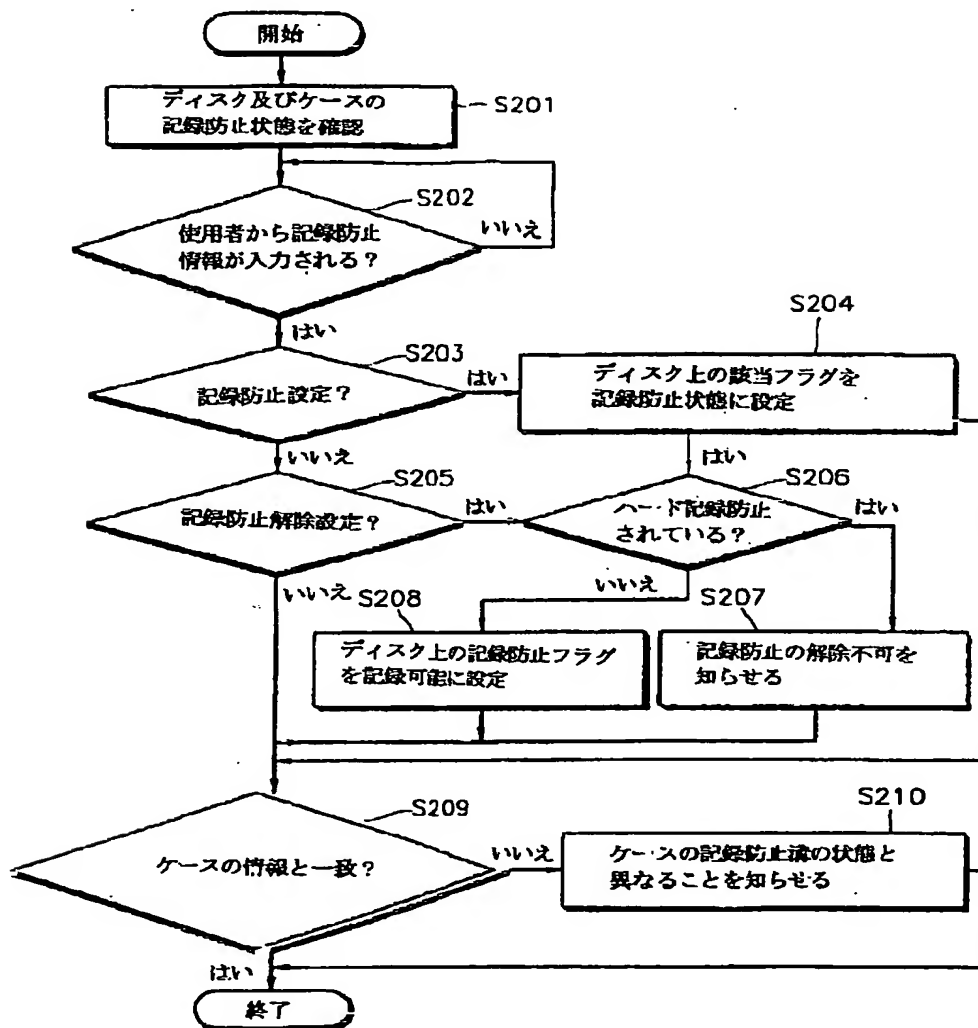 開始
ディスク及びケースの
記録防止状態を確認
S201
S202
使用者から記録防止
情報が入力される？
いいえ
はい
S203
記録防止設定？
はい
S204
ディスク上の該当フラグを
記録防止状態に設定
いいえ
はい
S205
記録防止解除設定？
はい
S206
ハード記録防止
されている？
はい
いいえ
いいえ
S208
ディスク上の記録防止フラグ
を記録可能に設定
S207
記録防止の解除不可を
知らせる
S209
ケースの情報と一致？
いいえ
S210
ケースの記録防止溝の状態と
異なることを知らせる
はい
終了